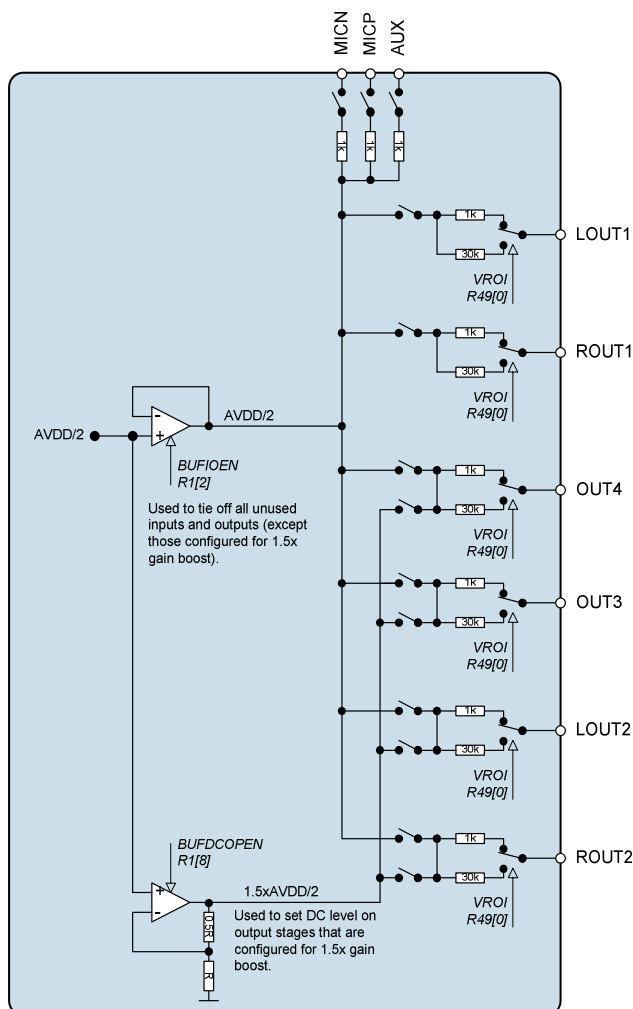 MICN
MICP
AUX
1k
1k
1k
1k
30k
LOUT1
VROI
R49[0]
1k
30k
ROUT1
VROI
R49[0]
AVDD/2
-
+
AVDD/2
BUFIOEN
R1[2]
Used to tie off all unused
inputs and outputs (except
those configured for 1.5x
gain boost).
1k
30k
OUT4
VROI
R49[0]
1k
30k
OUT3
VROI
R49[0]
1k
30k
LOUT2
VROI
R49[0]
1k
30k
ROUT2
VROI
R49[0]
BUFDCOPEN
R1[8]
+
-
1.5xAVDD/2
0.5R
R
Used to set DC level on
output stages that are
configured for 1.5x gain
boost.